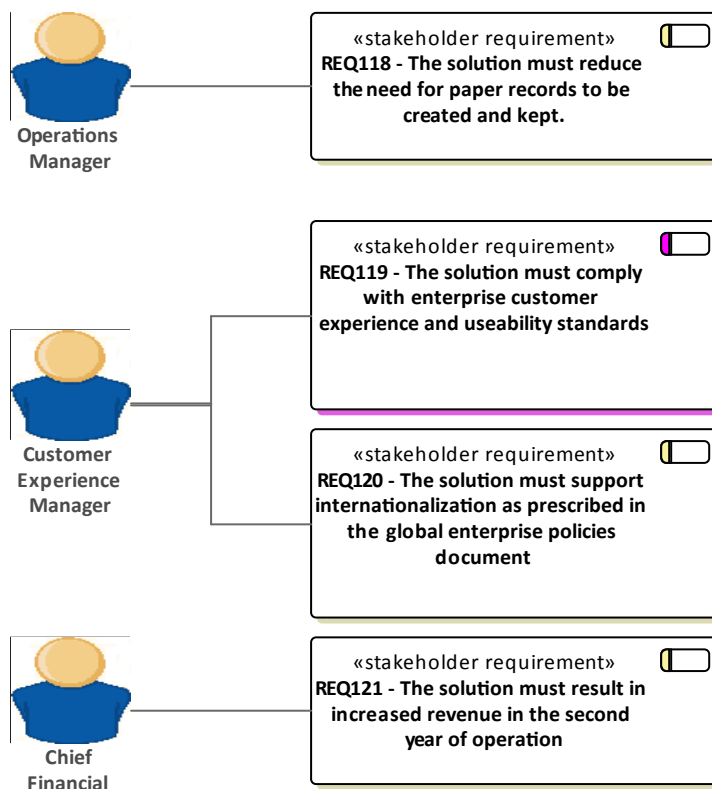 Operations
Manager
«stakeholder requirement»
REQ118 - The solution must reduce
the need for paper records to be
created and kept.
«stakeholder requirement»
REQ119 - The solution must comply
with enterprise customer
experience and useability standards
Customer
Experience
Manager
«stakeholder requirement»
REQ120 - The solution must support
internationalization as prescribed in
the global enterprise policies
document
Chief
Financial
«stakeholder requirement»
REQ121 - The solution must result in
increased revenue in the second
year of operation